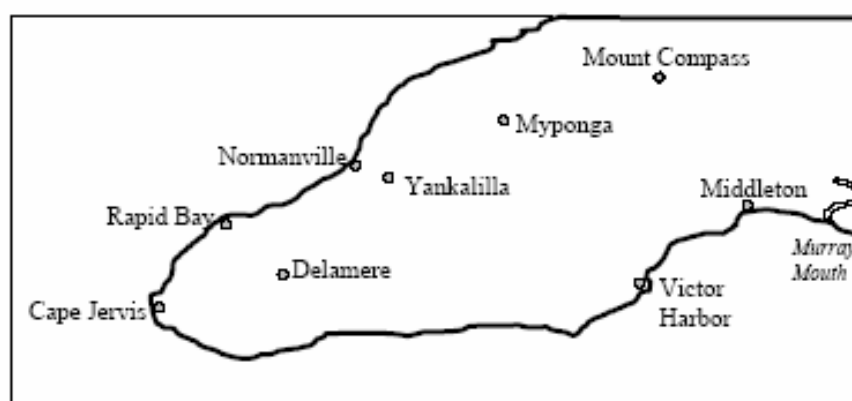 Mount Compass
Myponga
Normanville
Yankalilla
Middleton
Rapid Bay
Murray
Mouth
Delamere
Victor
Harbor
Cape Jervis